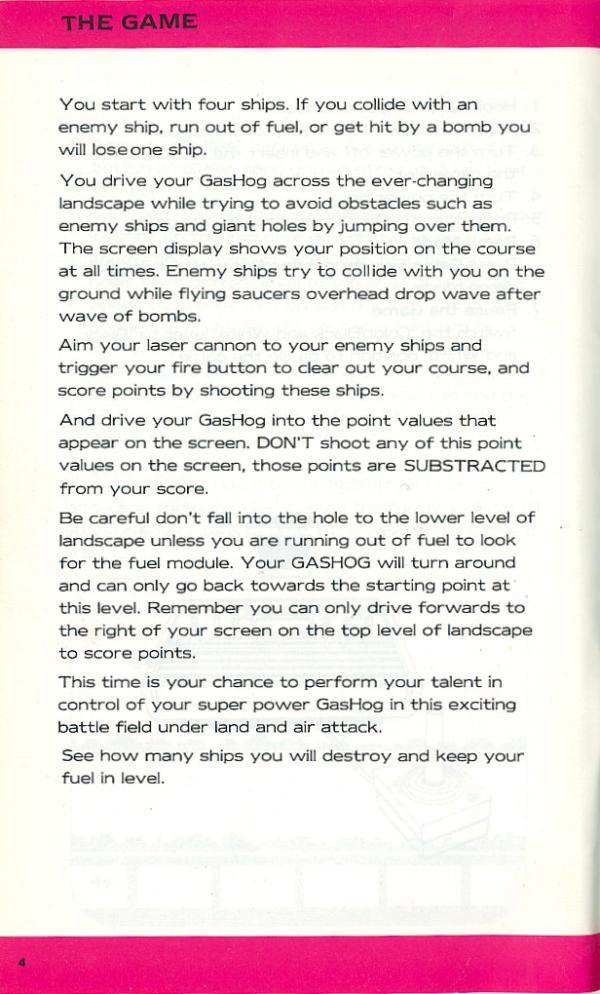 THE GAME
You start with four ships. If you collide with an
enemy ship, run out of fuel, or get hit by a bomb you
will lose one ship.
You drive your GasHog across the ever-changing
landscape while trying to avoid obstacles such as
enemy ships and giant holes by jumping over them.
The screen display shows your position on the course
at all times. Enemy ships try to collide with you on the
ground while flying saucers overhead drop wave after
wave of bombs.
Aim your laser cannon to your enemy ships and
trigger your fire button to clear out your course, and
score points by shooting these ships.
And drive your GasHog into the point values that
appear on the screen. DON'T shoot any of this point
values on the screen, those points are SUBSTRACTED
from your score.
Be careful don't fall into the hole to the lower level of
landscape unless you are running out of fuel to look
for the fuel module. Your GASHOG will turn around
and can only go back towards the starting point at
this level. Remember you can only drive forwards to
the right of your screen on the top level of landscape
to score points.
This time is your chance to perform your talent in
control of your super power GasHog in this exciting
battle field under land and air attack.
See how many ships you will destroy and keep your
fuel in level.
4